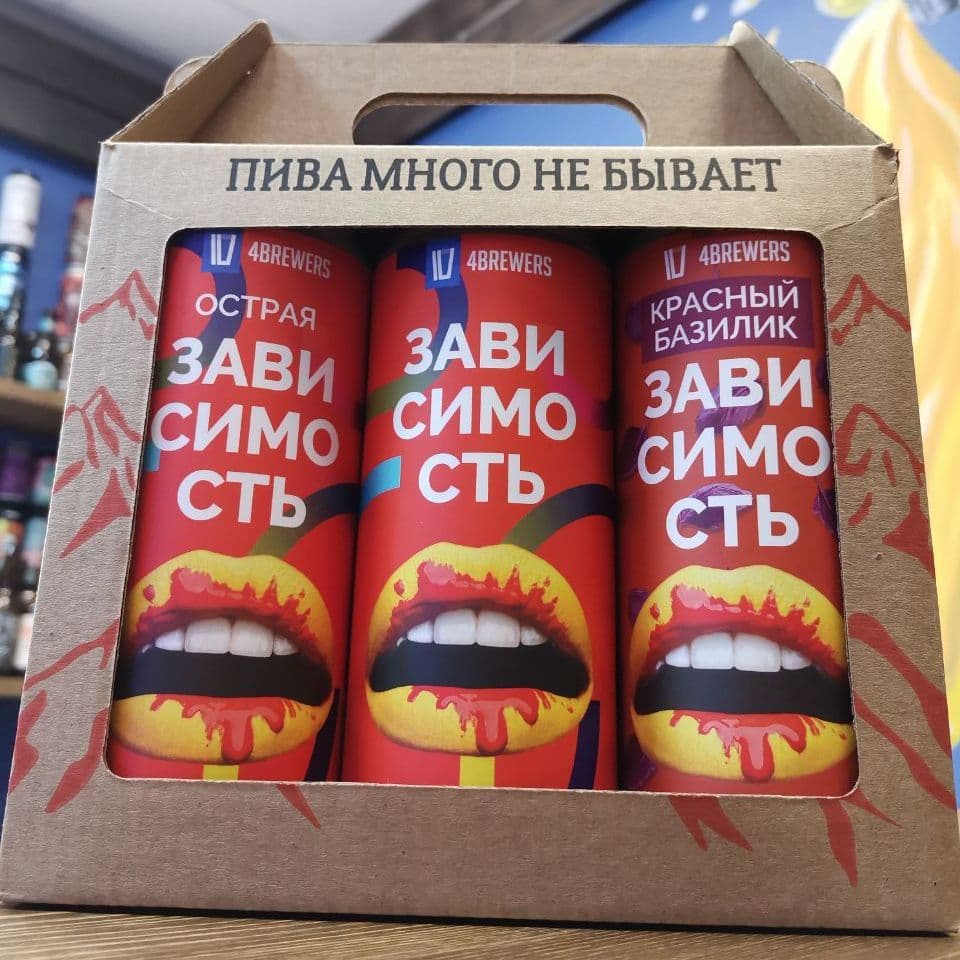 ПИВА МНОГО НЕ БЫВАЕТ
4BREWERS
ОСТРАЯ
ЗАВИ
СИМО
СТЬ
4BREWERS
ЗАВИ
СИМО
СТЬ
4BREWERS
КРАСНЫЙ
БАЗИЛИК
ЗАВИ
СИМО
СТЬ